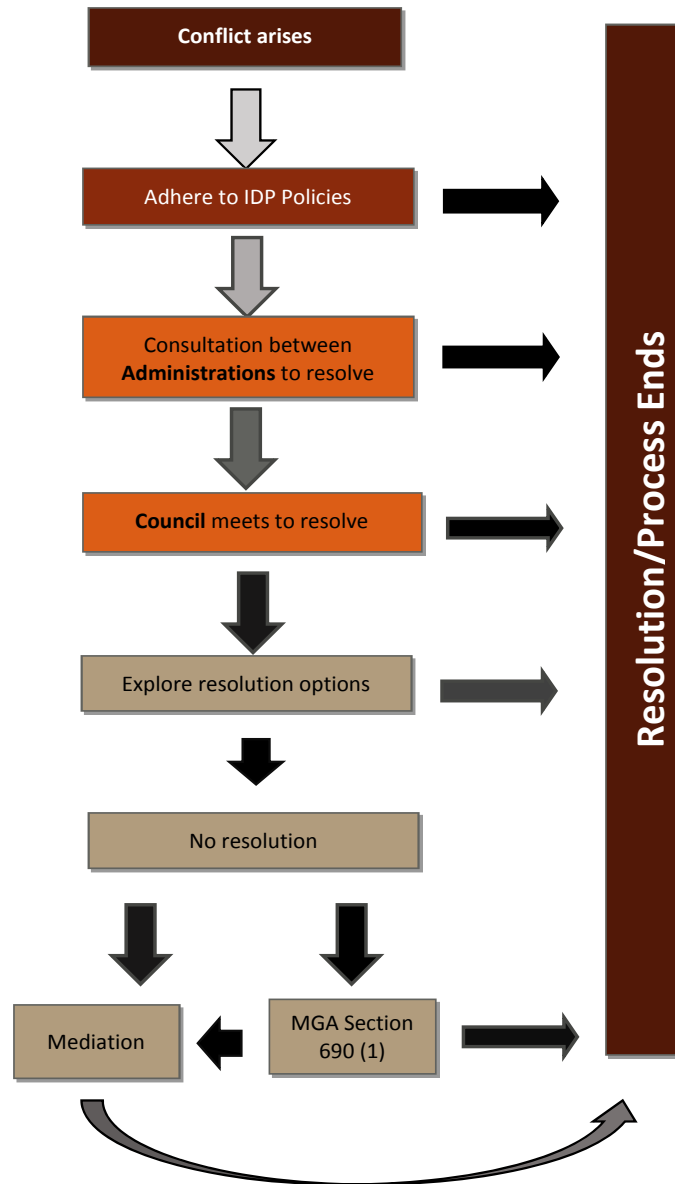 Conflict arises
Adhere to IDP Policies
Consultation between
Administrations to resolve
Council meets to resolve
Explore resolution options
No resolution
Mediation
MGA Section
690 (1)
Resolution/Process Ends